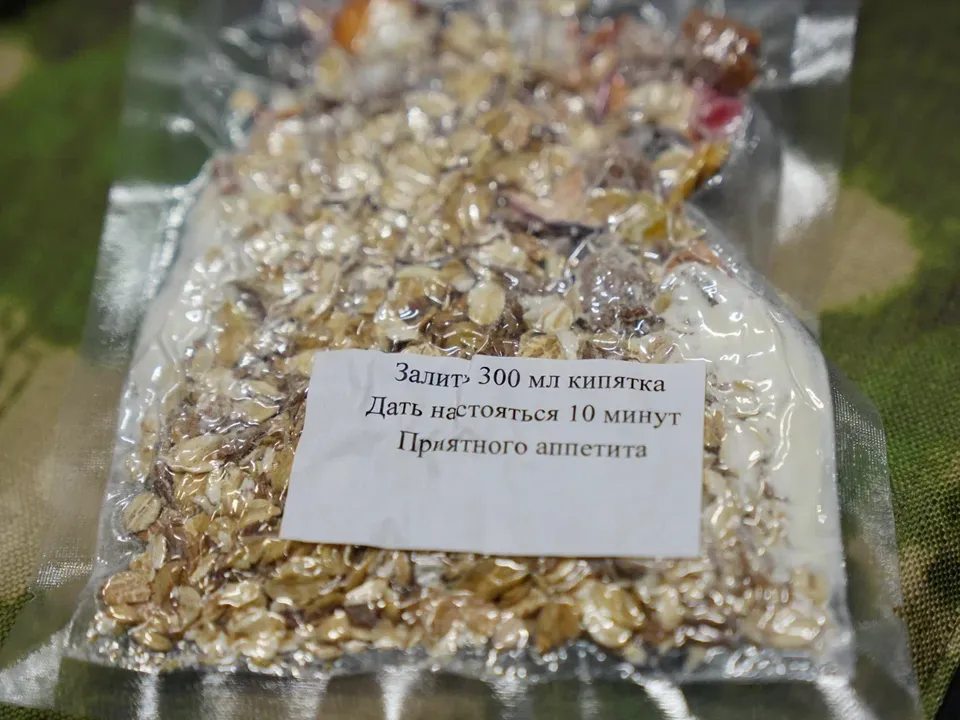 Залить 300 мл кипятка
Дать настояться 10 минут
Приятного аппетита